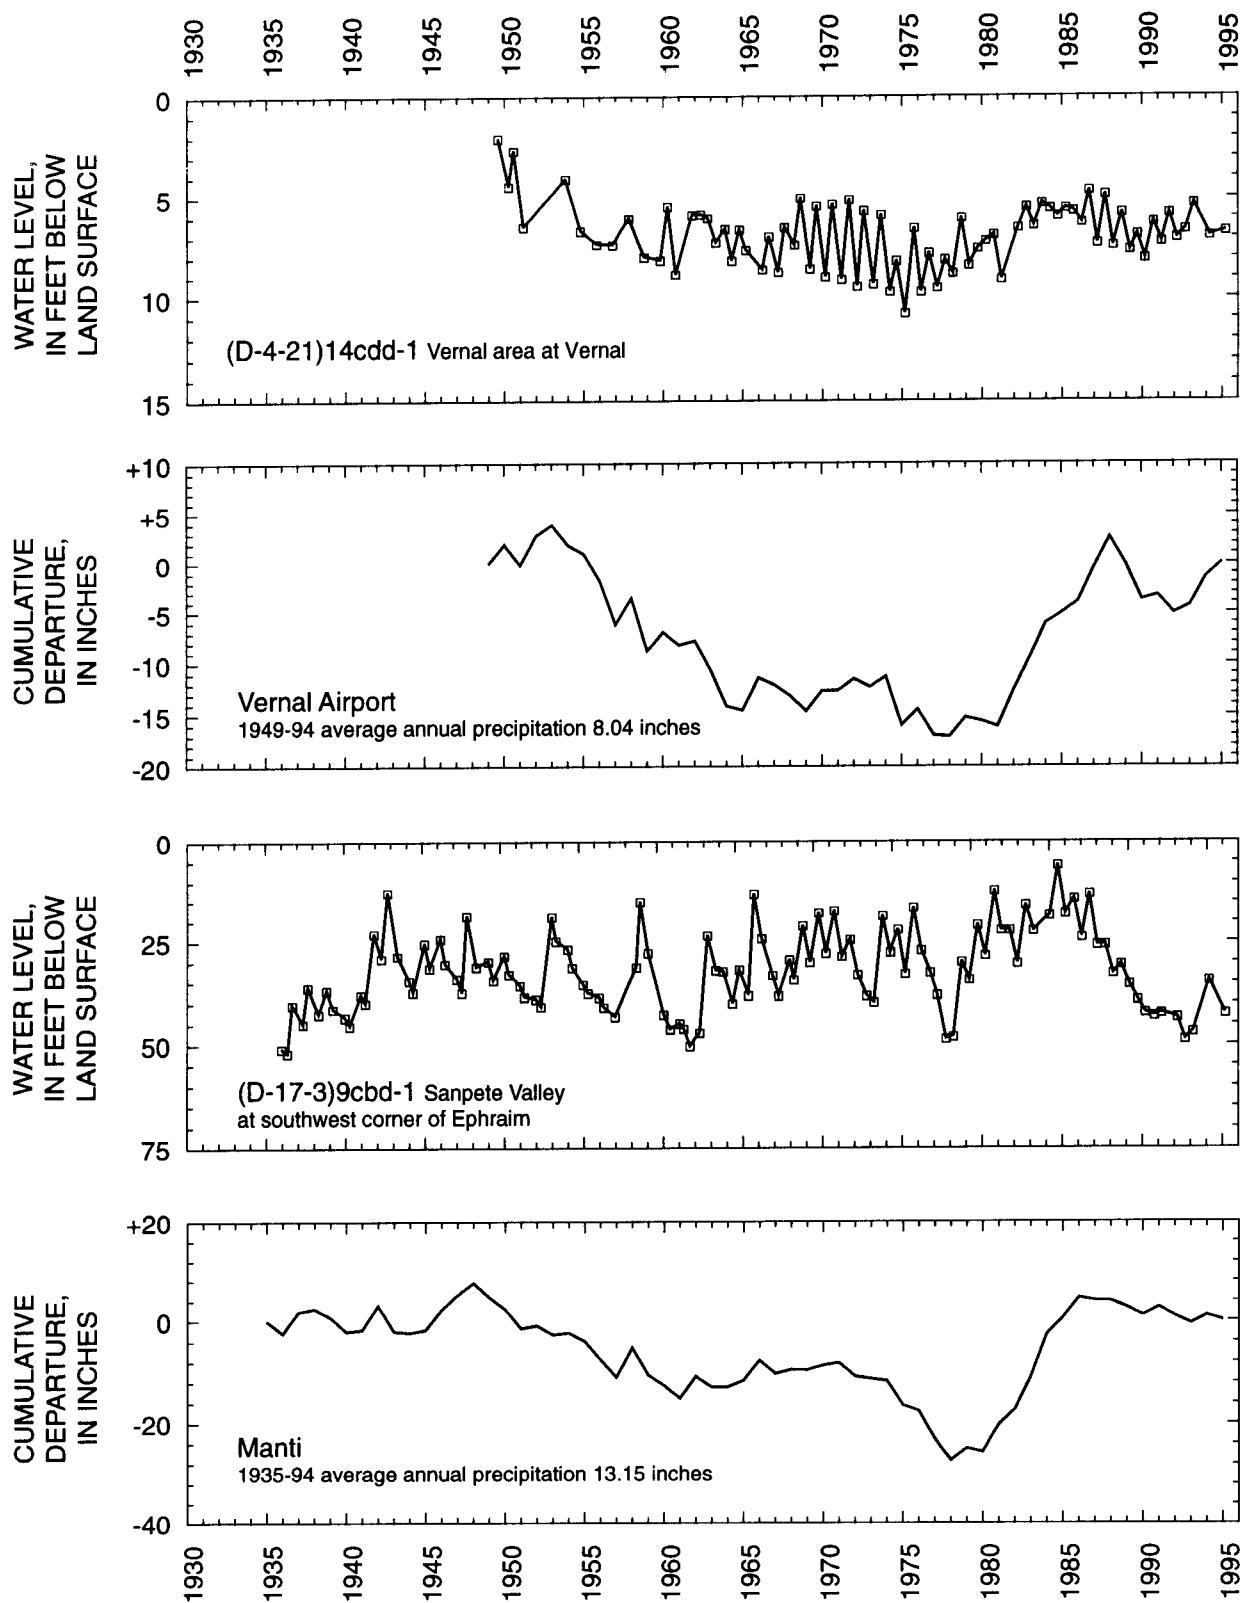 1930 1935 1940 1945 1950 1955 1960 1965 1970 1975 1980 1985 1990 1995
WATER LEVEL,
IN FEET BELOW
LAND SURFACE
0
5
10
15
(D-4-21)14cdd-1 Vernal area at Vernal
CUMULATIVE
DEPARTURE,
IN INCHES
+10
+5
0
-5
-10
-15
-20
Vernal Airport
1949-94 average annual precipitation 8.04 inches
WATER LEVEL,
IN FEET BELOW
LAND SURFACE
0
25
50
75
(D-17-3)9cbd-1 Sanpete Valley
at southwest corner of Ephraim
CUMULATIVE
DEPARTURE,
IN INCHES
+20
0
-20
-40
Manti
1935-94 average annual precipitation 13.15 inches
1930 1935 1940 1945 1950 1955 1960 1965 1970 1975 1980 1985 1990 1995